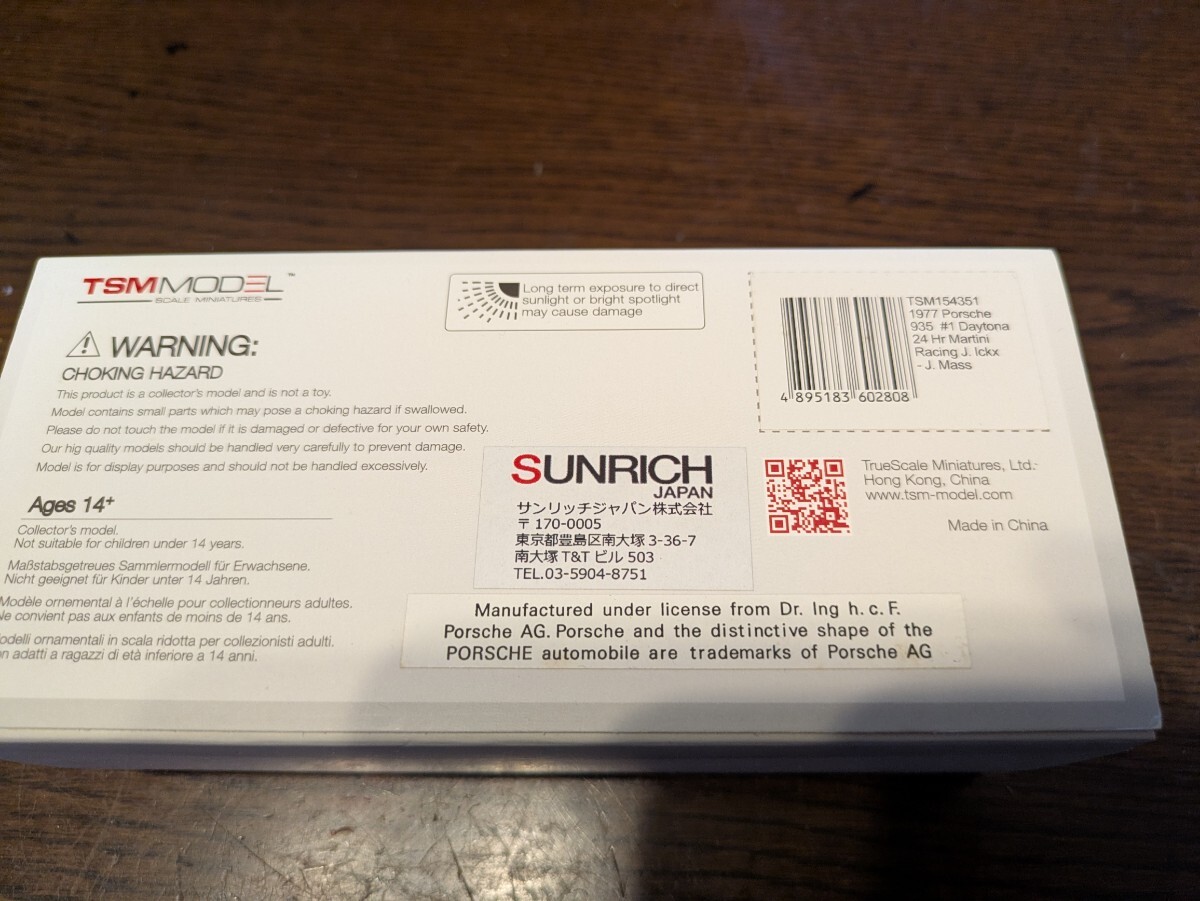 TSMMODEL™
SCALE MINIATURES
WARNING:
CHOKING HAZARD
This product is a collector's model and is not a toy.
Model contains small parts which may pose a choking hazard if swallowed.
Please do not touch the model if it is damaged or defective for your own safety.
Our hig quality models should be handled very carefully to prevent damage.
Model is for display purposes and should not be handled excessively.
Ages 14+
Collector's model.
Not suitable for children under 14 years.
Maßstabsgetreues Sammlermodell für Erwachsene.
Nicht geeignet für Kinder unter 14 Jahren.
Modèle ornemental à l'échelle pour collectionneurs adultes.
Ne convient pas aux enfants de moins de 14 ans.
odelli ornamentali in scala ridotta per collezionisti adulti.
n adatti a ragazzi di età inferiore a 14 anni.
Long term exposure to direct
sunlight or bright spotlight
may cause damage
TSM154351
1977 Porsche
935 #1 Daytona
24 Hr Martini
Racing J. Ickx
- J. Mass
4 895183 602808
SUNRICH
JAPAN
サンリッチジャパン株式会社
〒170-0005
東京都豊島区南大塚 3-36-7
南大塚 T&T ビル 503
TEL.03-5904-8751
TrueScale Miniatures, Ltd.
Hong Kong, China
www.tsm-model.com
Made in China
Manufactured under license from Dr. Ing h. c. F.
Porsche AG. Porsche and the distinctive shape of the
PORSCHE automobile are trademarks of Porsche AG